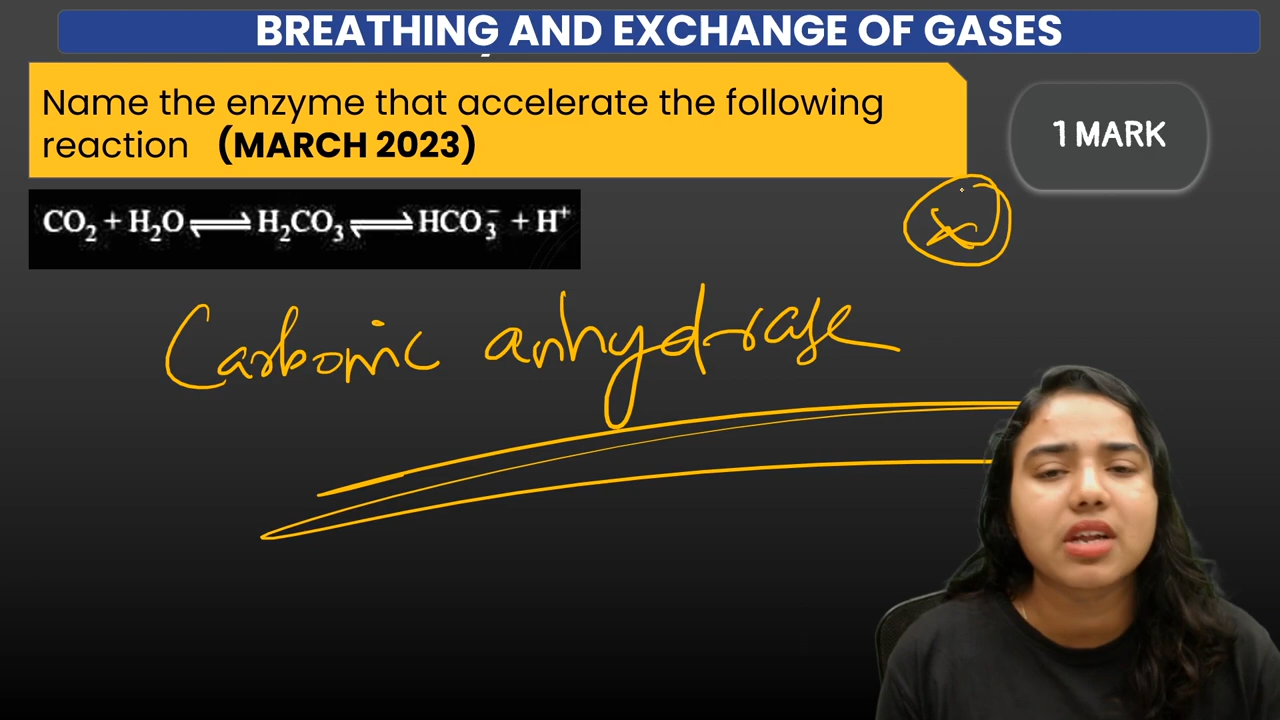 BREATHING AND EXCHANGE OF GASES
Name the enzyme that accelerate the following
reaction (MARCH 2023)
1 MARK
CO₂ + H₂O ⇌ H₂CO₃ ⇌ HCO₃⁻ + H⁺
Carbonic anhydrase